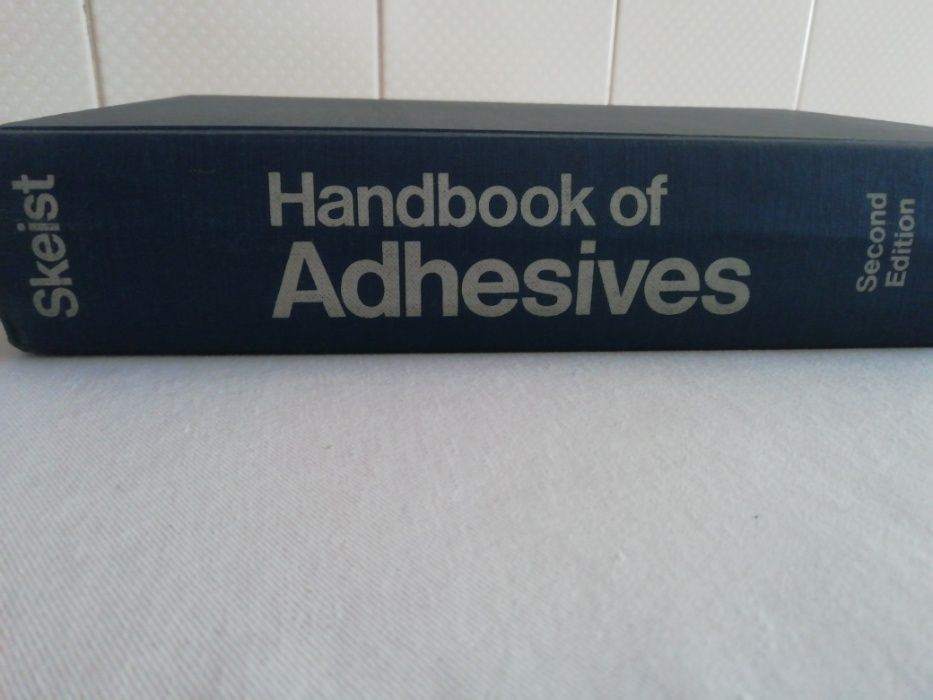 Skeist
Handbook of
Adhesives
Second
Edition